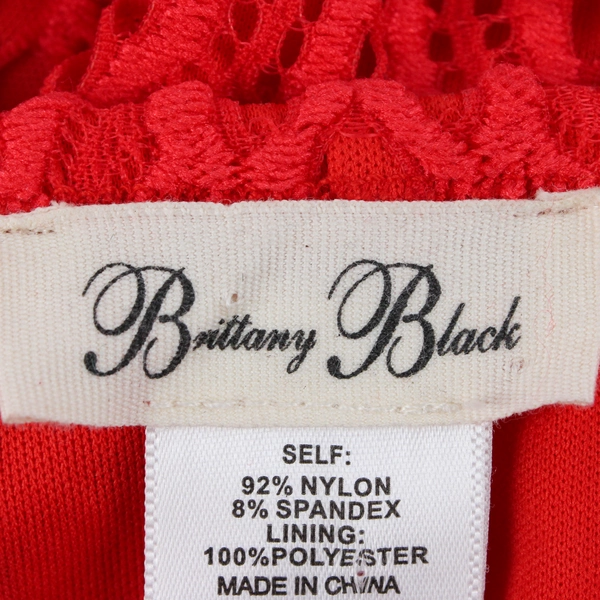 Brittany Black
SELF:
92% NYLON
8% SPANDEX
LINING:
100%POLYESTER
MADE IN CHINA